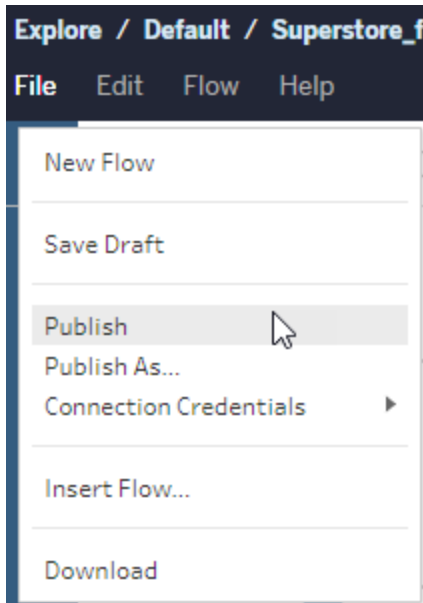 Explore / Default / Superstore_f
File Edit Flow Help
New Flow
Save Draft
Publish
Publish As...
Connection Credentials
Insert Flow...
Download